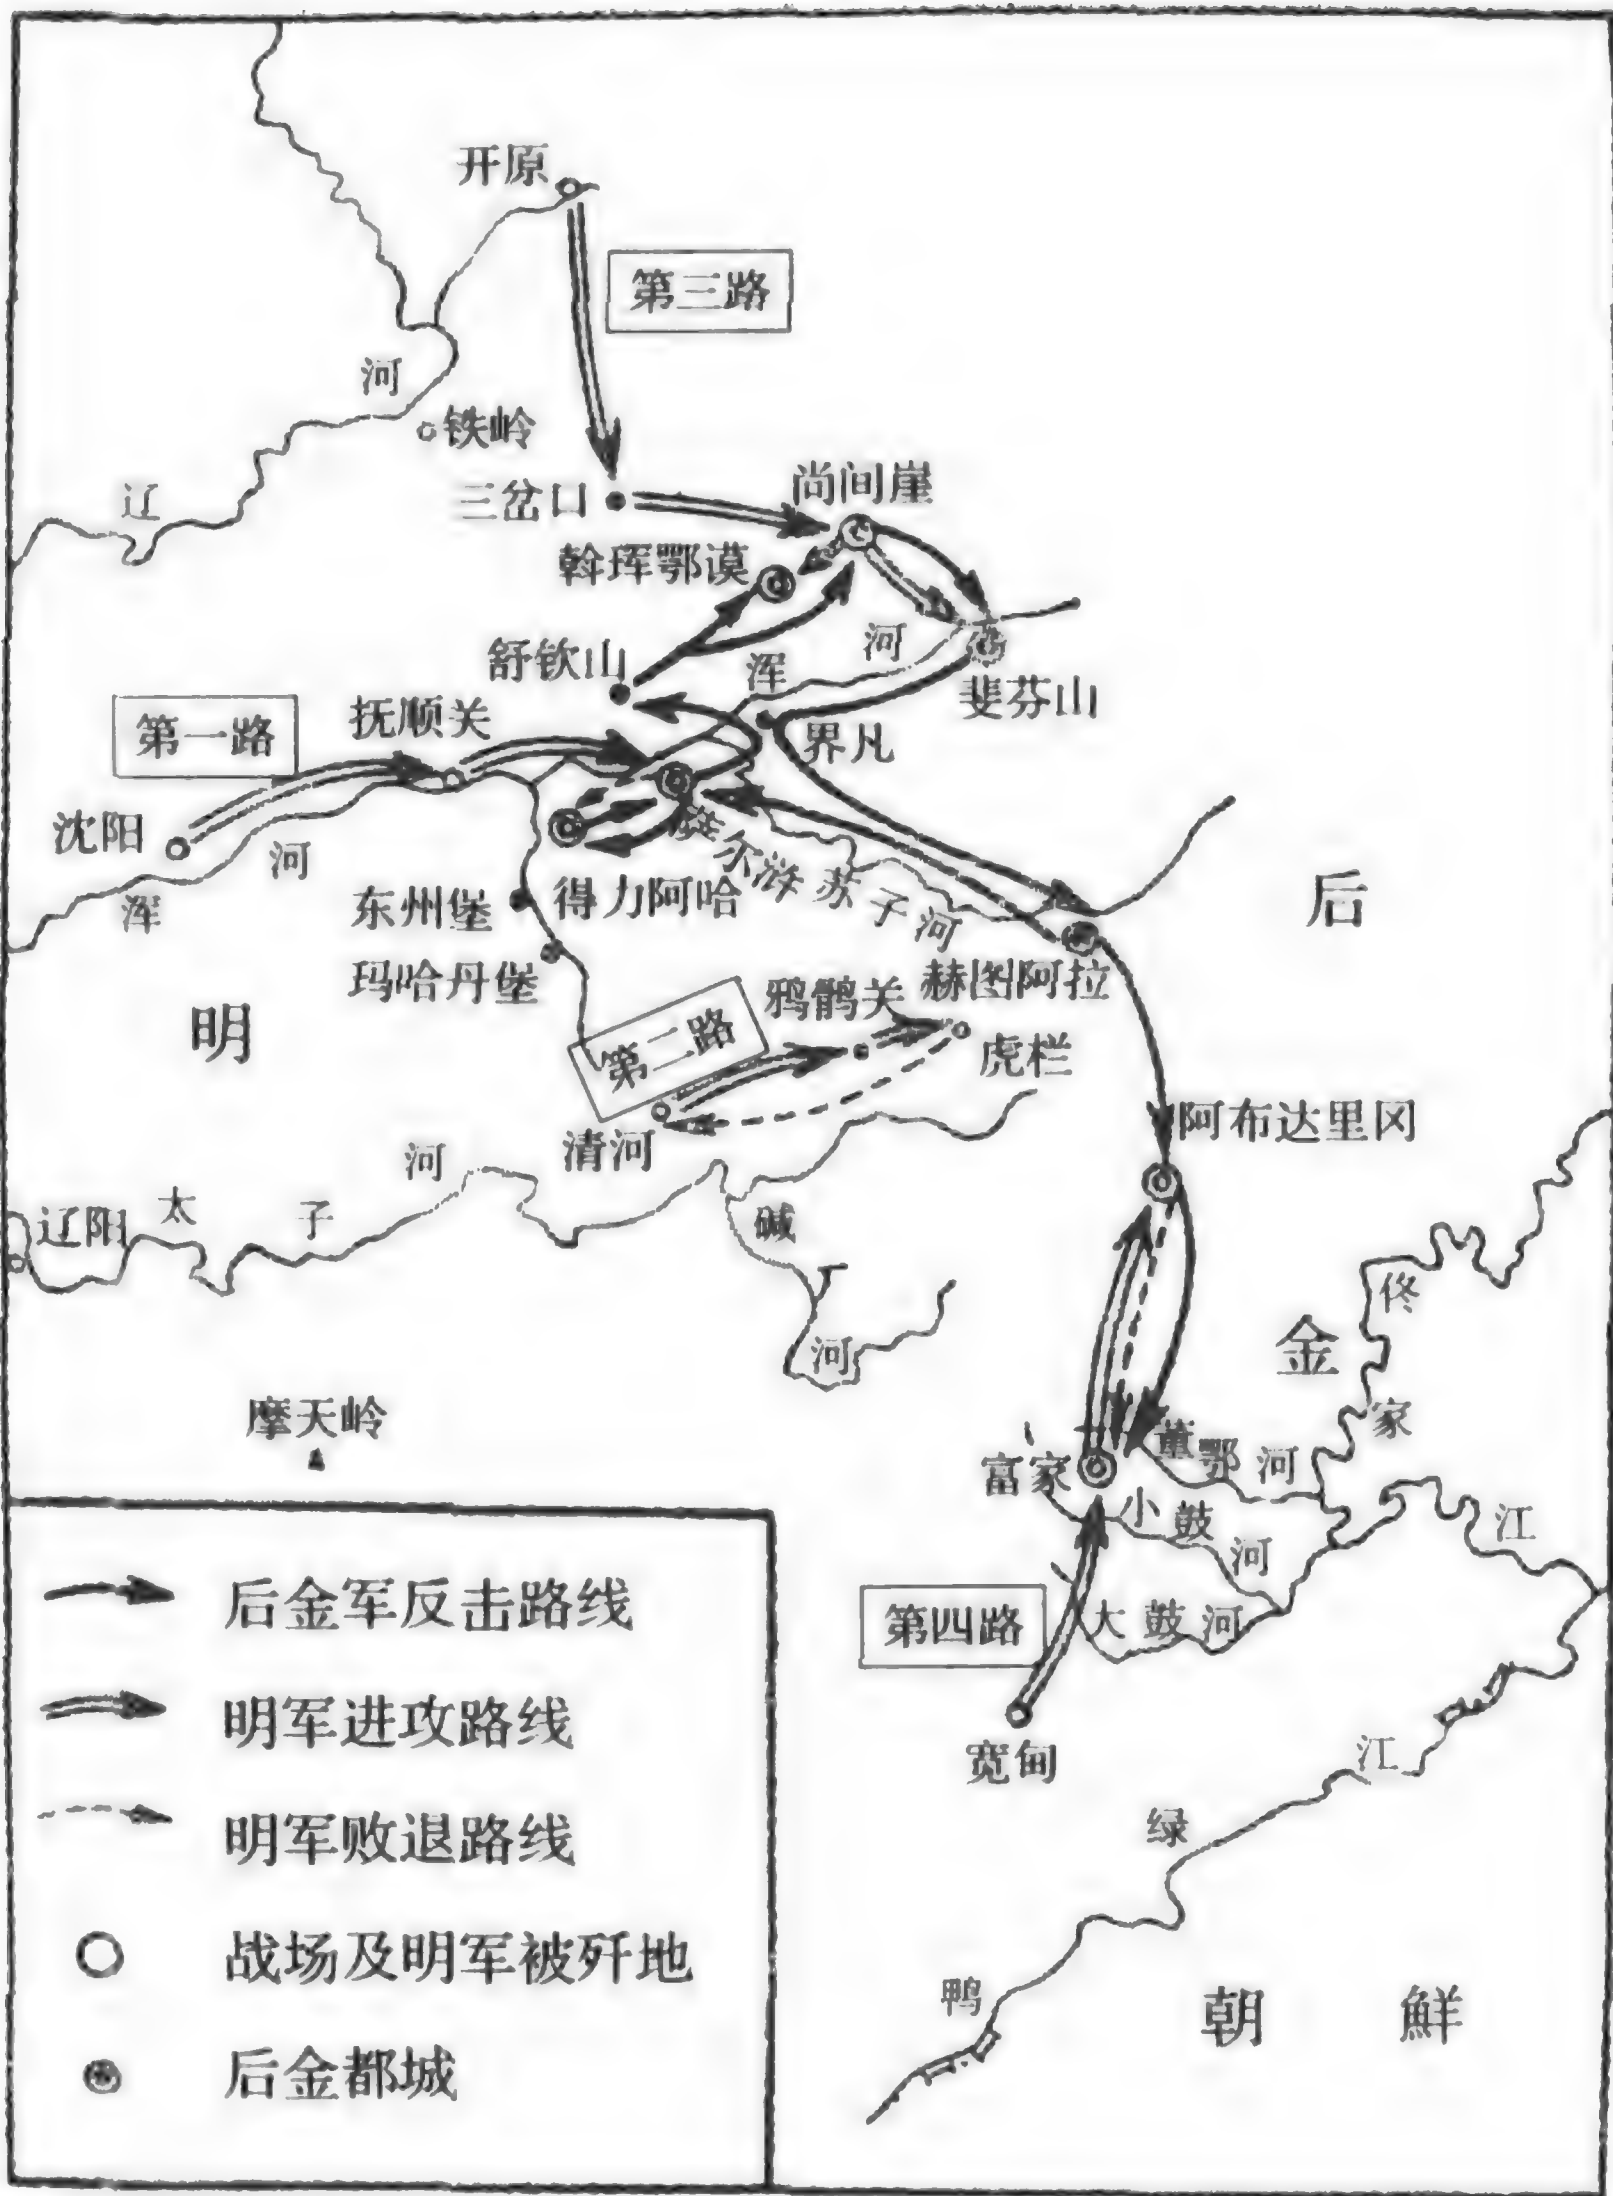 开原
第三路
河
铁岭
辽
三岔口
尚间崖
斡珲鄂谟
舒钦山
浑 河
斐芬山
第一路
抚顺关
界凡
沈阳
浑 河
萨尔浒
苏子河
东州堡
得力阿哈
玛哈丹堡
后
明
鸦鹘关
赫图阿拉
第二路
虎栏
清河
阿布达里冈
辽阳
太子河
碱
河
金
佟
家
江
摩天岭
富家
董鄂河
小鼓河
大鼓河
第四路
宽甸
鸭绿江
朝 鲜
后金军反击路线
明军进攻路线
明军败退路线
战场及明军被歼地
后金都城